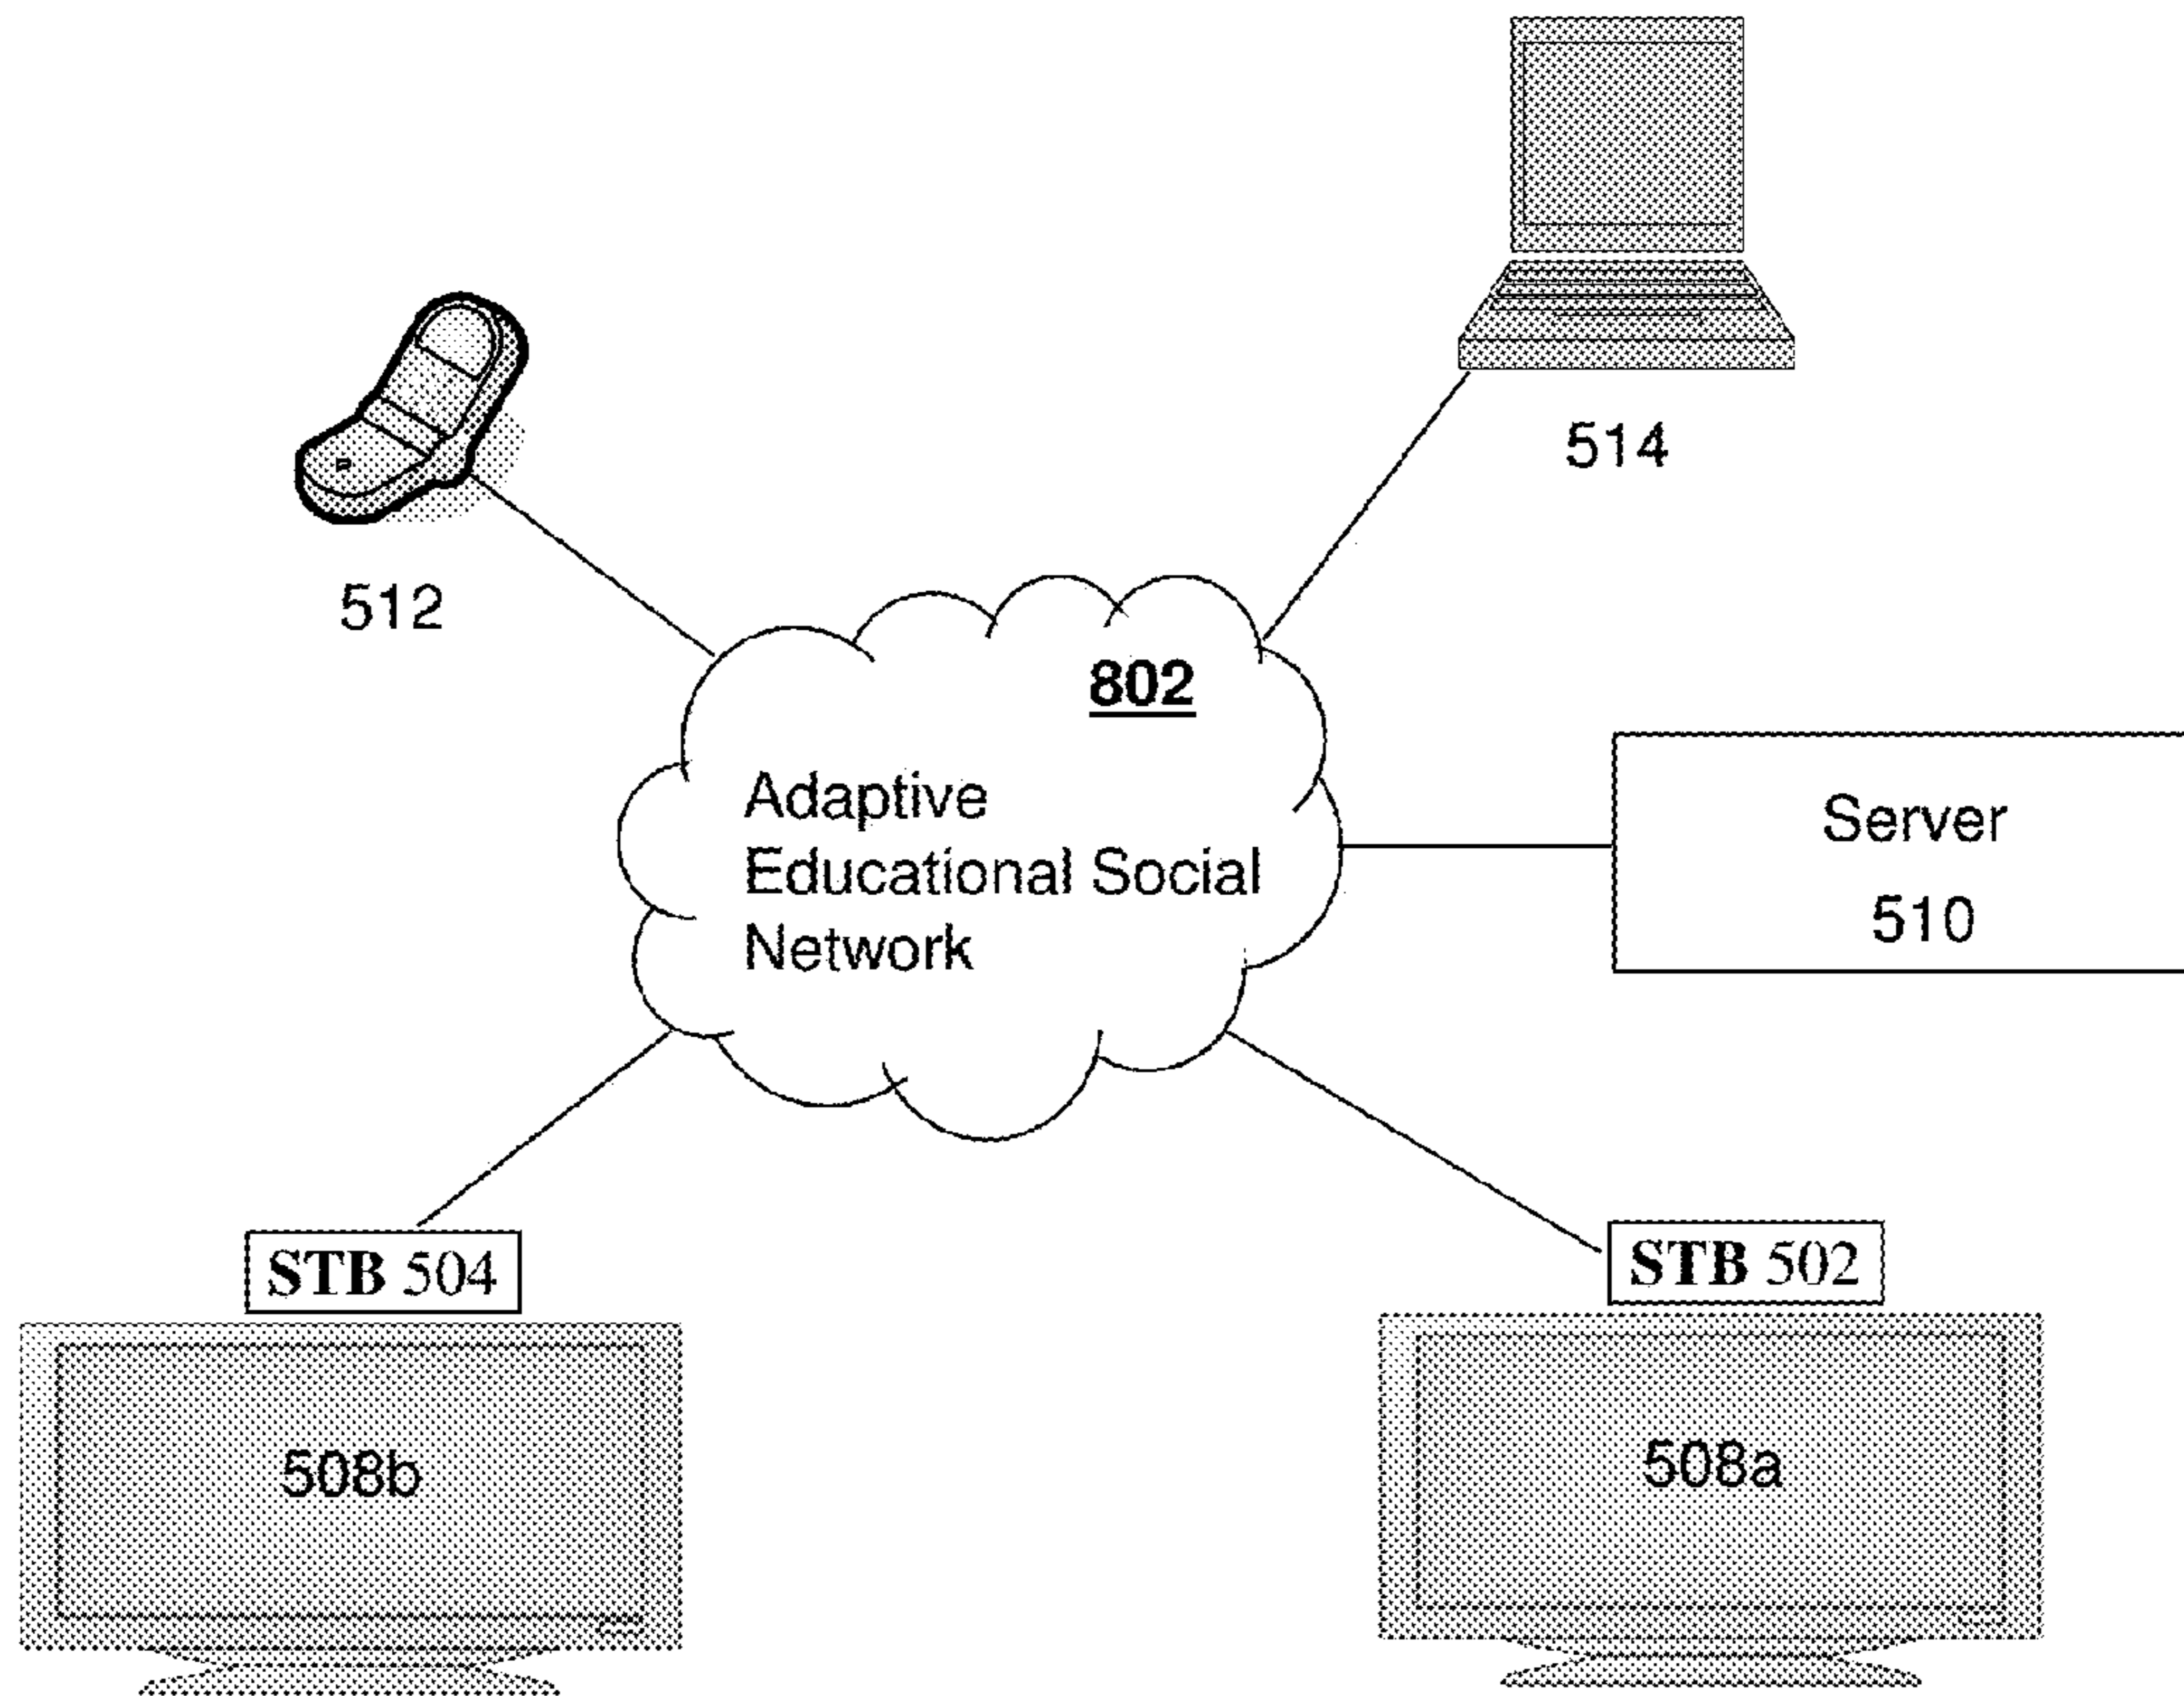 514
512
802
Adaptive
Educational Social
Network
Server
510
STB 504
STB 502
508b
508a